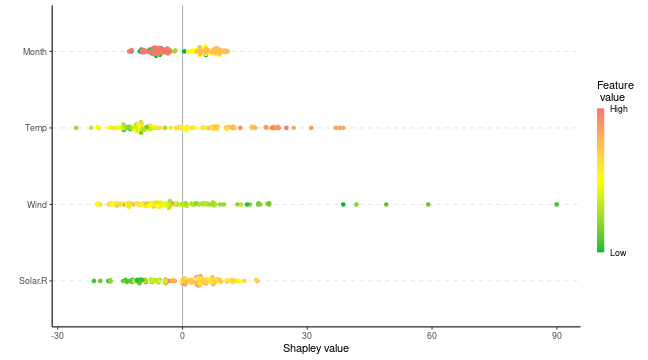 Month
Temp
Wind
Solar.R
-30
0
30
60
90
Shapley value
Feature
value
High
Low